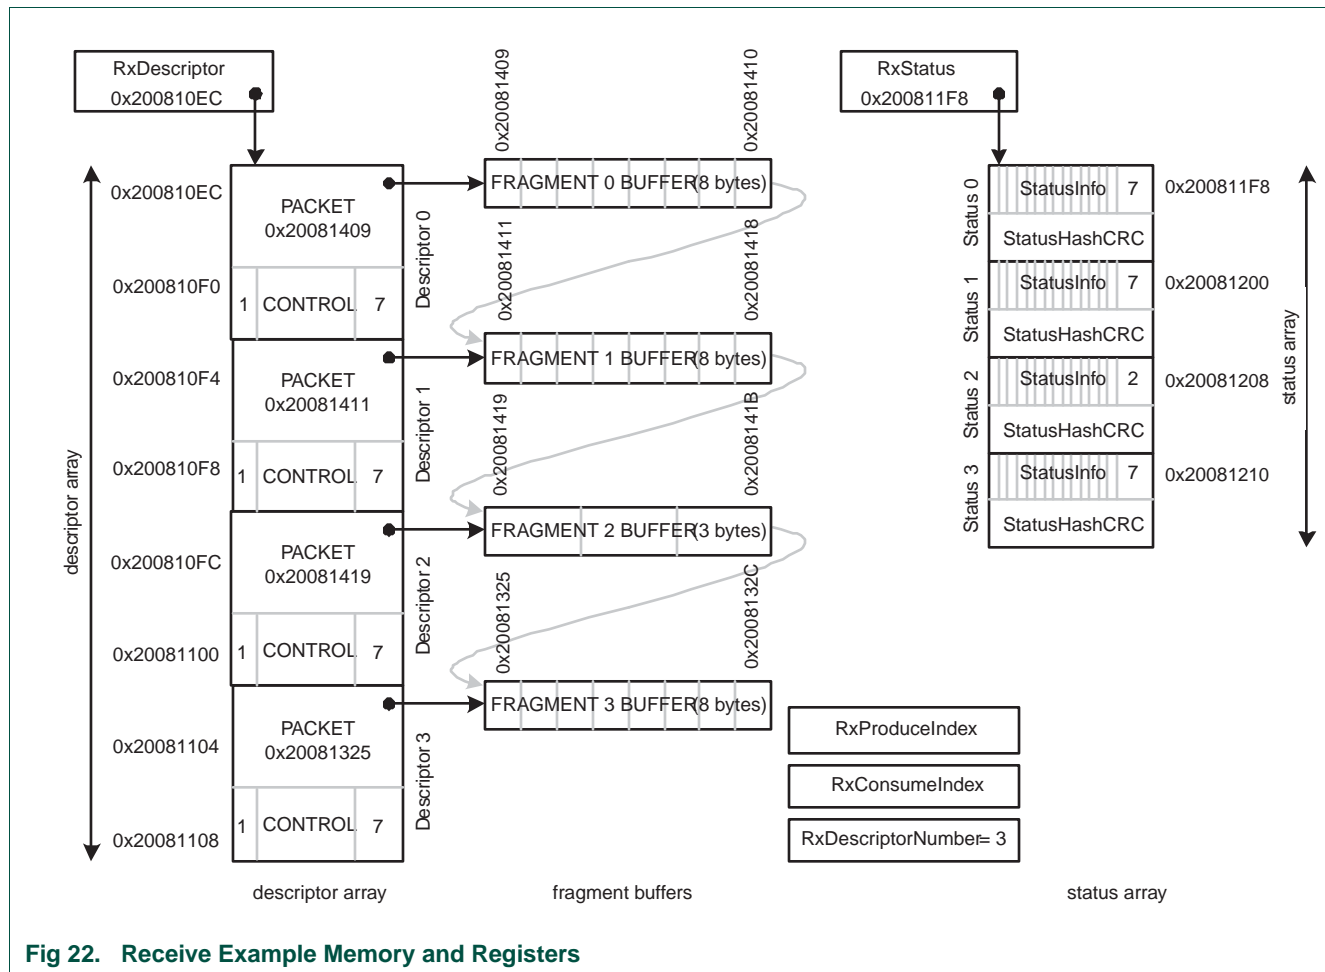 RxDescriptor
0x200810EC
0x20081409
0x20081410
RxStatus
0x200811F8
0x200810EC
PACKET
0x20081409
Descriptor 0
FRAGMENT 0 BUFFER (8 bytes)
0x200810F0
1 CONTROL 7
0x20081411
0x20081418
0x200810F4
PACKET
0x20081411
Descriptor 1
FRAGMENT 1 BUFFER (8 bytes)
0x200810F8
1 CONTROL 7
0x20081419
0x2008141B
0x200810FC
PACKET
0x20081419
Descriptor 2
FRAGMENT 2 BUFFER (3 bytes)
0x20081100
1 CONTROL 7
0x20081325
0x2008132C
0x20081104
PACKET
0x20081325
Descriptor 3
FRAGMENT 3 BUFFER (8 bytes)
0x20081108
1 CONTROL 7
descriptor array
Status 0
StatusInfo 7
0x200811F8
StatusHashCRC
Status 1
StatusInfo 7
0x20081200
StatusHashCRC
Status 2
StatusInfo 2
0x20081208
StatusHashCRC
Status 3
StatusInfo 7
0x20081210
StatusHashCRC
status array
RxProduceIndex
RxConsumeIndex
RxDescriptorNumber= 3
descriptor array
fragment buffers
status array
Fig 22. Receive Example Memory and Registers